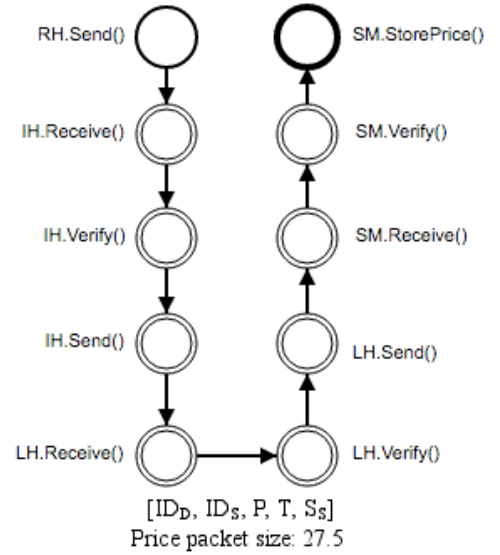 RH.Send()
SM.StorePrice()
IH.Receive()
SM.Verify()
IH.Verify()
SM.Receive()
IH.Send()
LH.Send()
LH.Receive()
LH.Verify()
[ID_D, ID_S, P, T, S_S]
Price packet size: 27.5